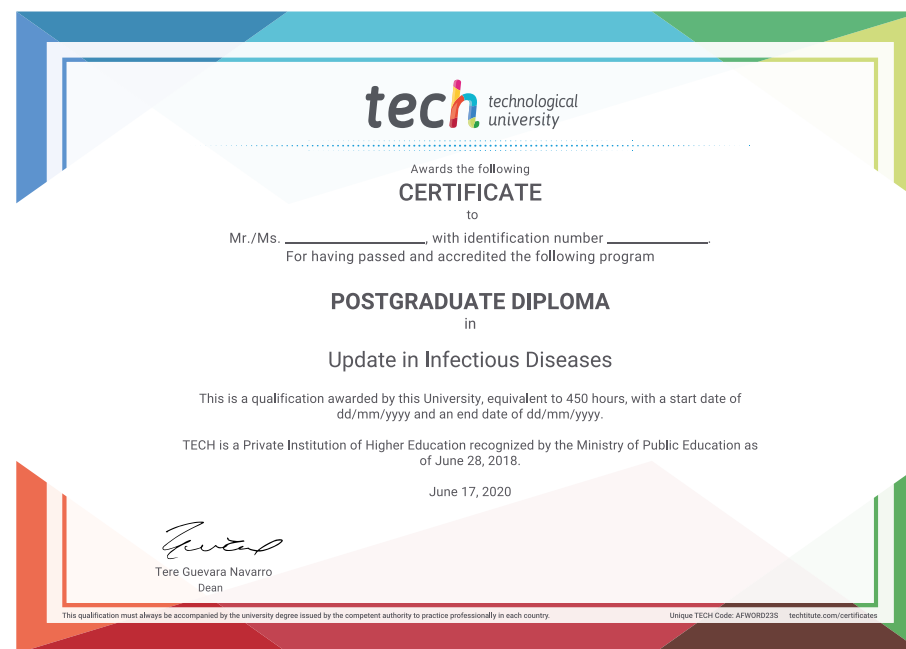 tech technological
university
Awards the following
CERTIFICATE
to
Mr./Ms. ____________________, with identification number ______________.
For having passed and accredited the following program
POSTGRADUATE DIPLOMA
in
Update in Infectious Diseases
This is a qualification awarded by this University, equivalent to 450 hours, with a start date of
dd/mm/yyyy and an end date of dd/mm/yyyy.
TECH is a Private Institution of Higher Education recognized by the Ministry of Public Education as
of June 28, 2018.
June 17, 2020
Tere Guevara Navarro
Dean
This qualification must always be accompanied by the university degree issued by the competent authority to practice professionally in each country. Unique TECH Code: AFWORD23S techtitute.com/certificates